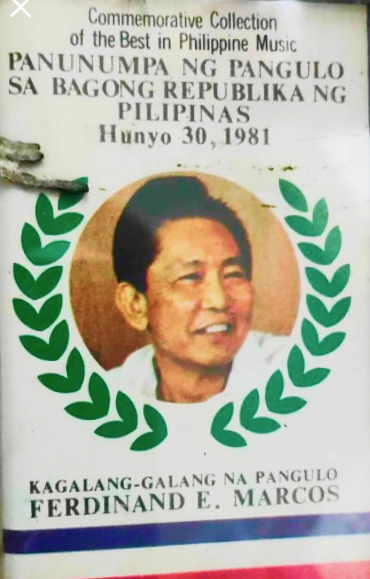 Commemorative Collection
of the Best in Philippine Music
PANUNUMPA NG PANGULO
SA BAGONG REPUBLIKA NG
PILIPINAS
Hunyo 30, 1981
KAGALANG-GALANG NA PANGULO
FERDINAND E. MARCOS